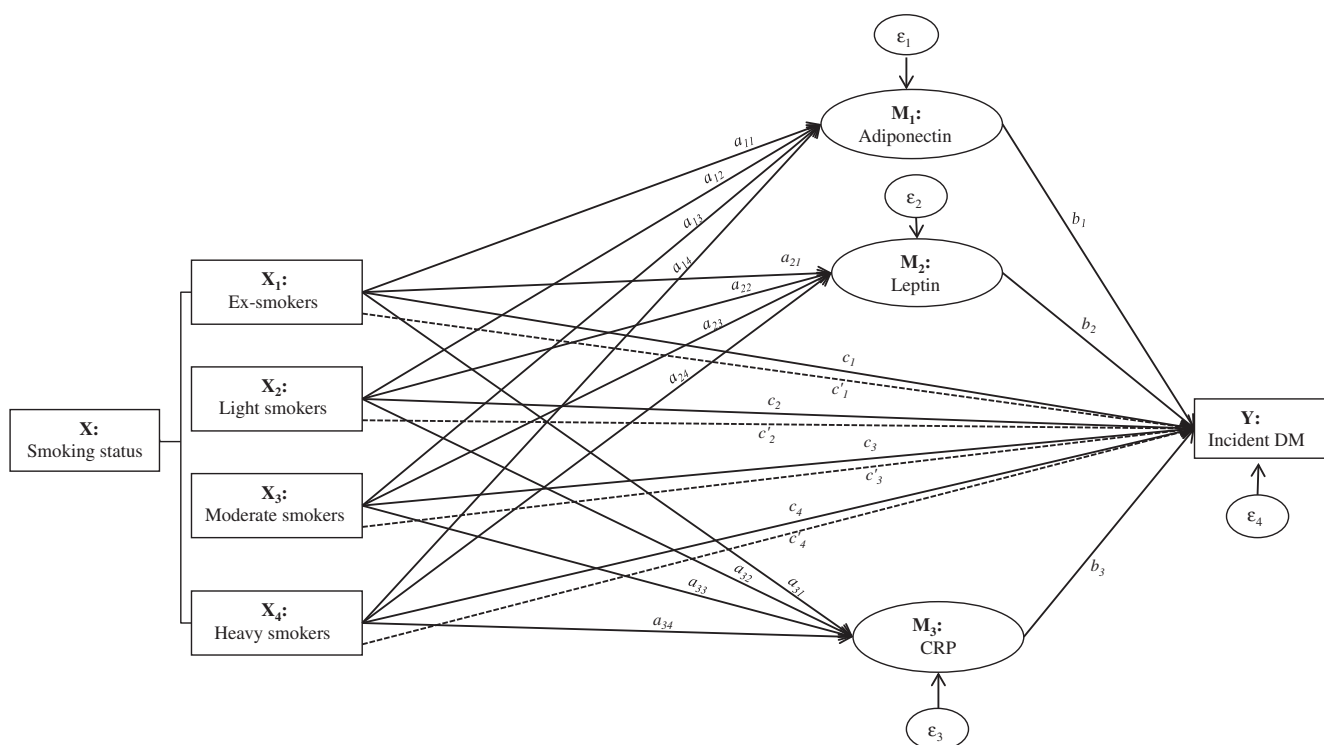 ε1
M1:
Adiponectin
a11
a12
a13
a14
ε2
M2:
Leptin
b1
b2
X1:
Ex-smokers
a21
a22
a23
a24
c1
c'1
X2:
Light smokers
c2
c'2
X:
Smoking status
Y:
Incident DM
c3
c'3
X3:
Moderate smokers
c4
c'4
ε4
b3
a31
a32
a33
a34
X4:
Heavy smokers
M3:
CRP
ε3